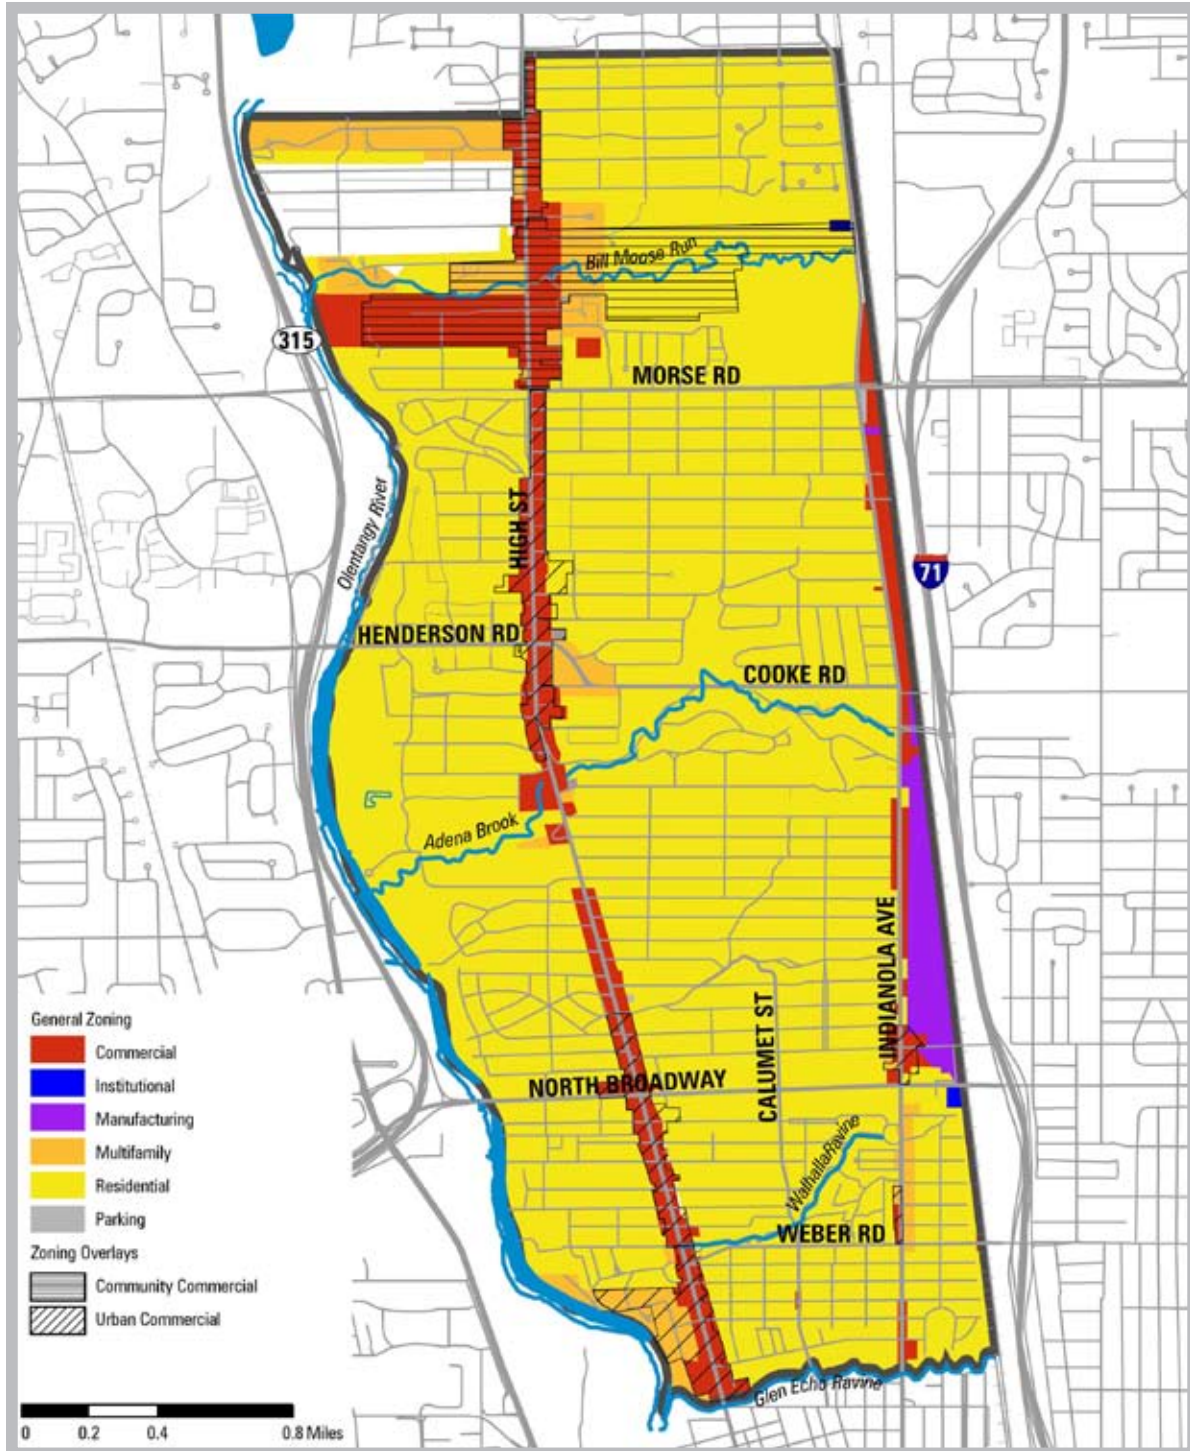 Bill Moose Run
315
MORSE RD
Olentangy River
HIGH ST
71
HENDERSON RD
COOKE RD
Adena Brook
INDIANOLA AVE
CALUMET ST
NORTH BROADWAY
WalhallaRavine
WEBER RD
Glen Echo Ravine
General Zoning
Commercial
Institutional
Manufacturing
Multifamily
Residential
Parking
Zoning Overlays
Community Commercial
Urban Commercial
0 0.2 0.4 0.8 Miles